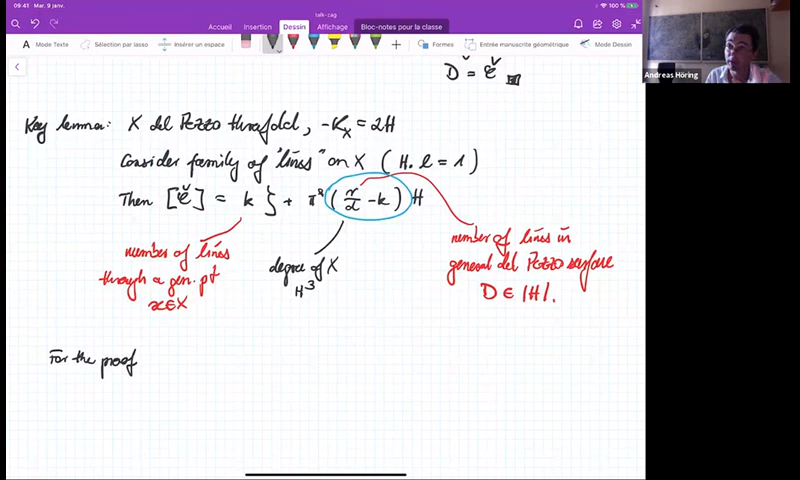 09:41 Mar. 9 janv.
talk-zag
100 %
Accueil
Insertion
Dessin
Affichage
Bloc-notes pour la classe
Mode Texte
Sélection par lasso
Insérer un espace
Formes
Entrée manuscrite géométrique
Mode Dessin
Andreas Höring
Ď = Č
Key lemma: X del Pezzo threefold, -K_X = 2H
Consider family of "lines" on X (H. l = 1)
Then [Č] = k ζ + π* (r/d - k) H
number of lines
through a gen. pt
x∈X
degree of X
H³
number of lines in
general del Pezzo surface
D ∈ |H|.
For the proof